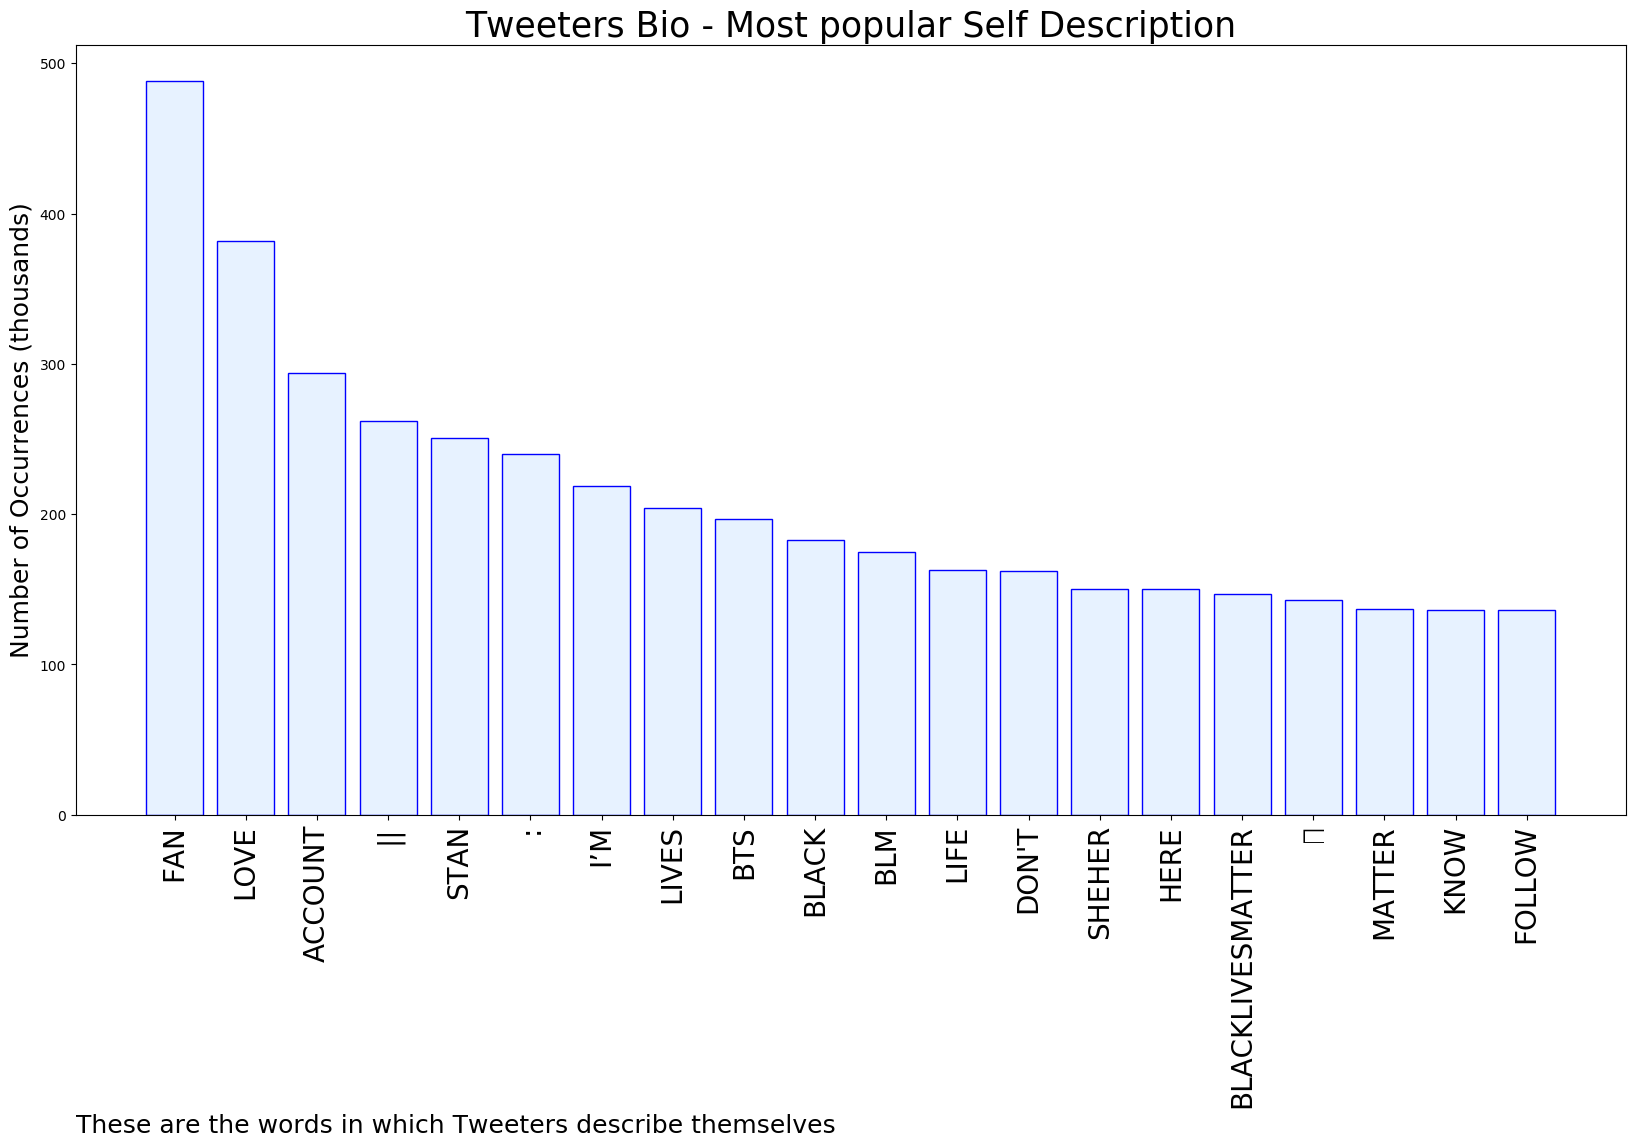 Tweeters Bio - Most popular Self Description
Number of Occurrences (thousands)
500
400
300
200
100
0
FAN
LOVE
ACCOUNT
||
STAN
:
I’M
LIVES
BTS
BLACK
BLM
LIFE
DON'T
SHEHER
HERE
BLACKLIVESMATTER
MATTER
KNOW
FOLLOW
These are the words in which Tweeters describe themselves